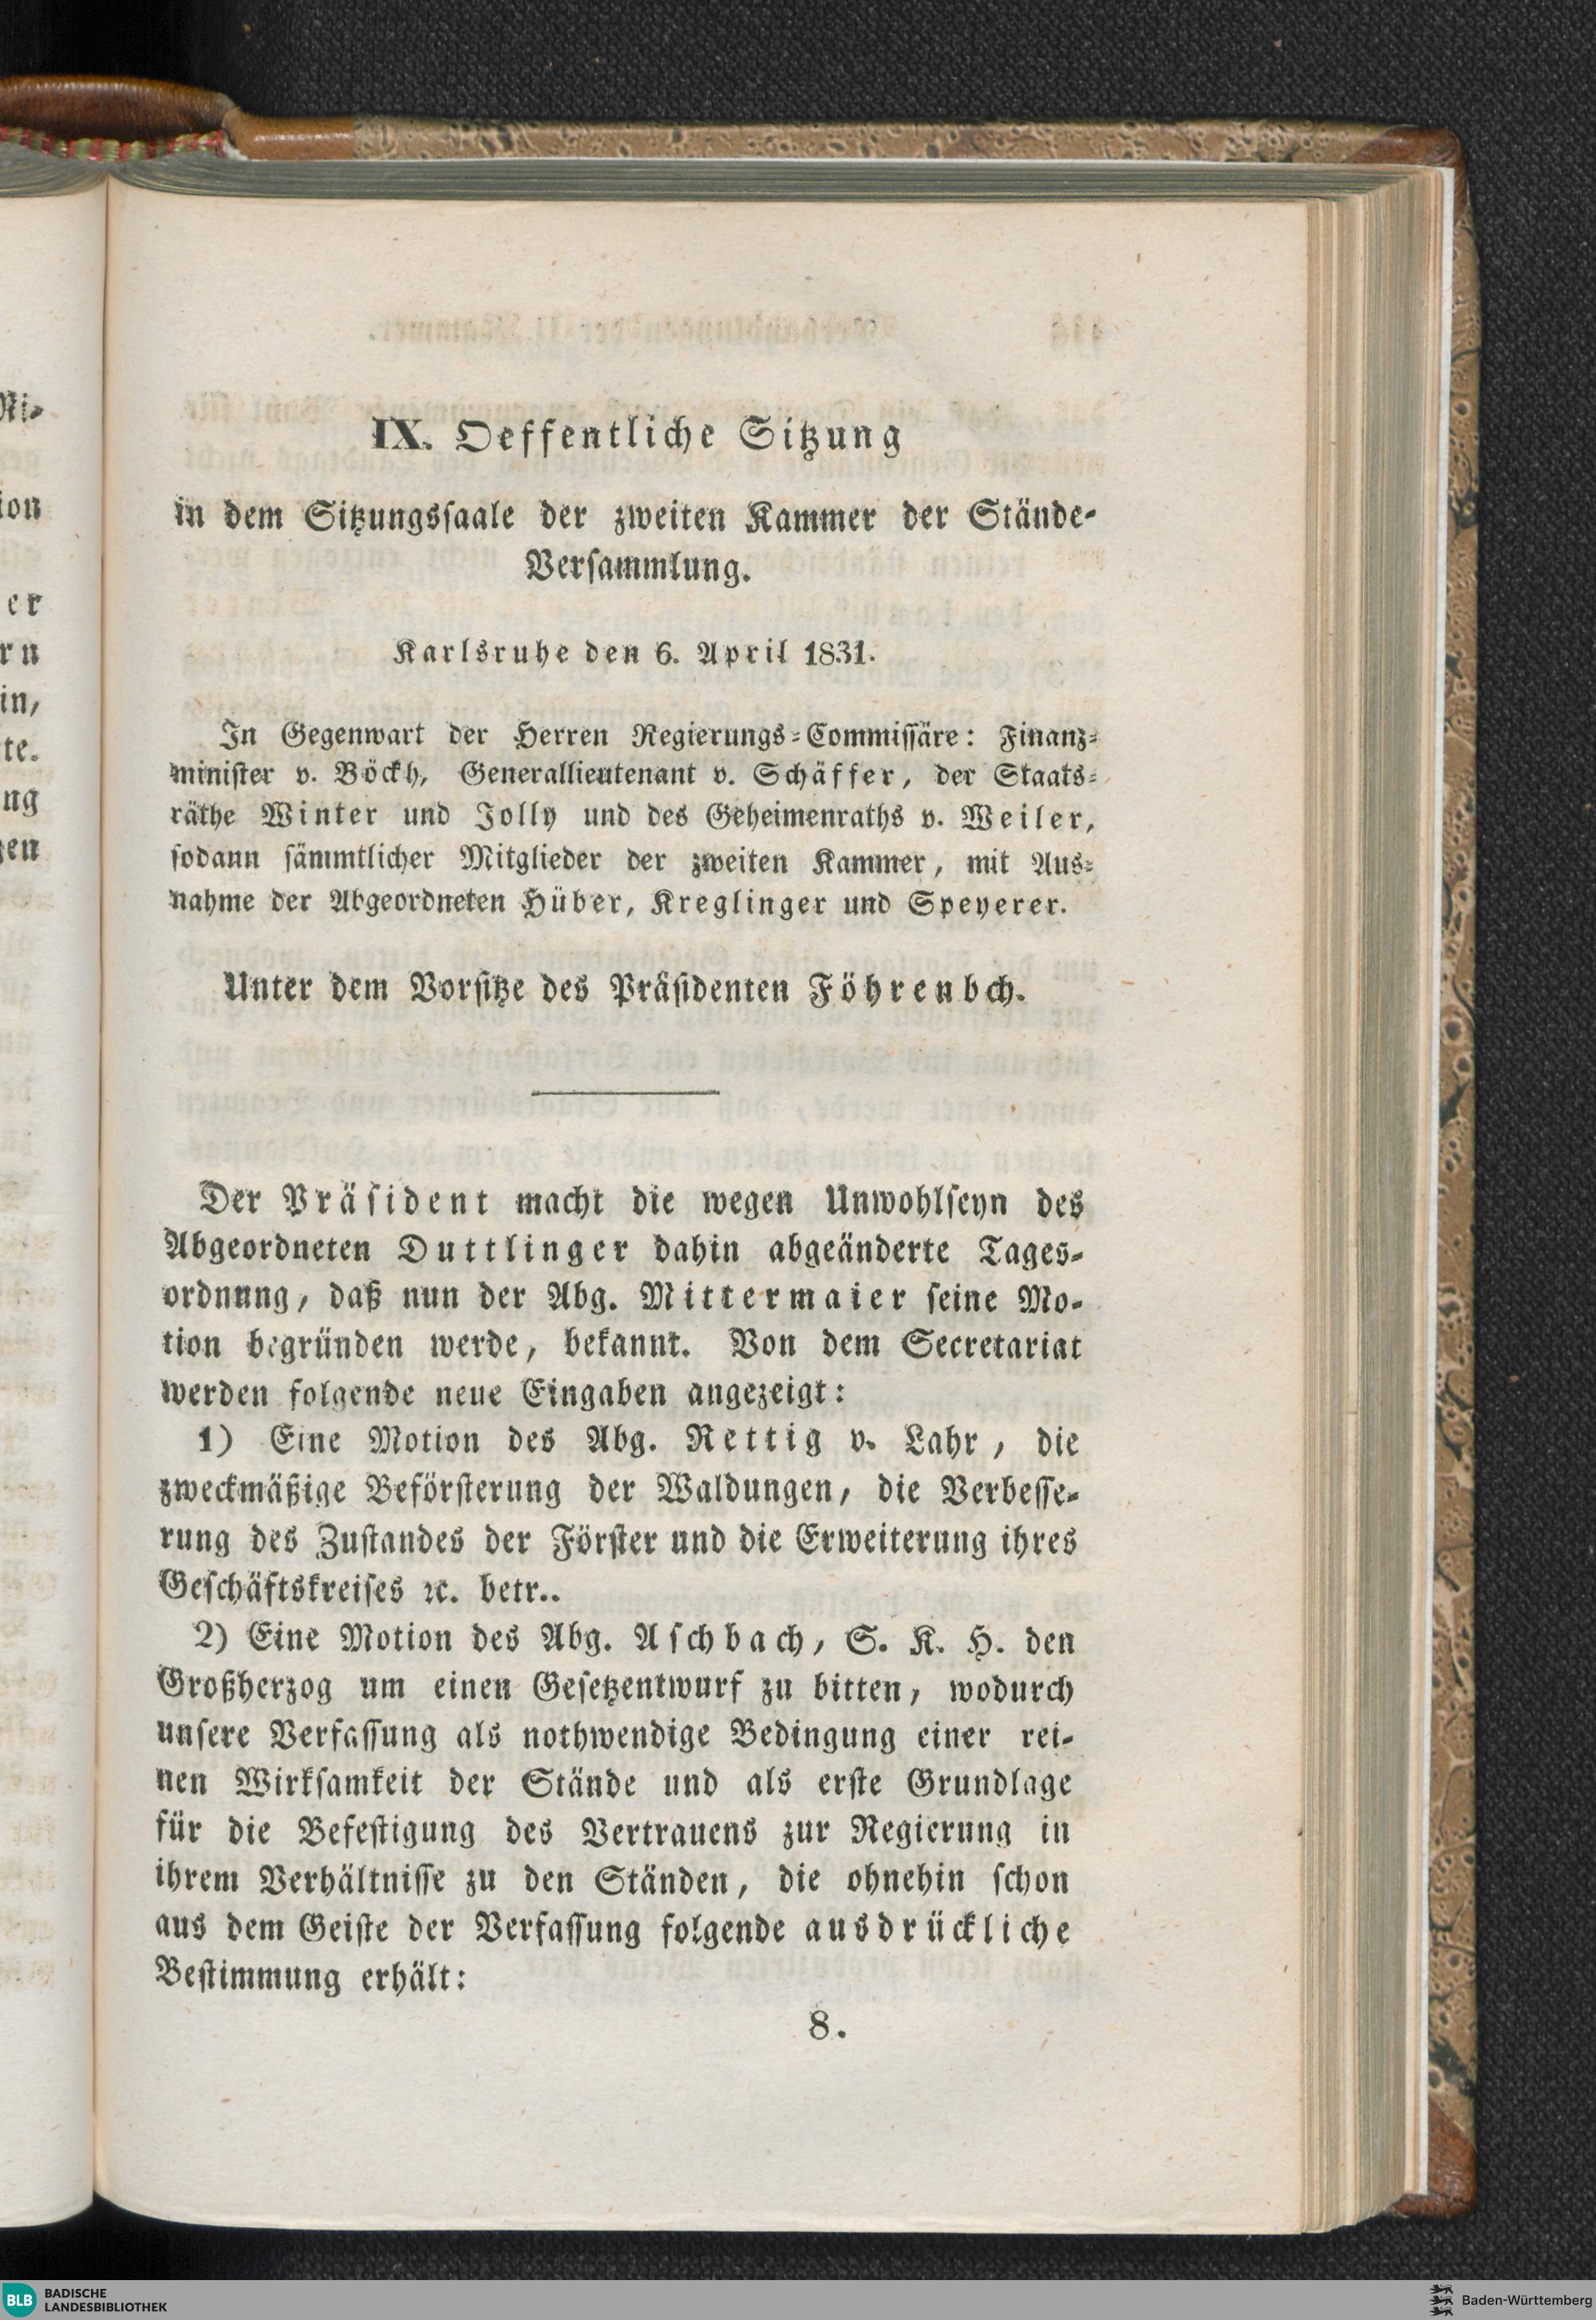 IX. Oeffentliche Sitzung
in dem Sitzungssaale der zweiten Kammer der Stände-
Versammlung.
Karlsruhe den 6. April 1831.
In Gegenwart der Herren Regierungs-Commissäre: Finanz-
minister v. Böckh, Generallieutenant v. Schäffer, der Staats-
räthe Winter und Jolly und des Geheimenraths v. Weiler,
sodann sämmtlicher Mitglieder der zweiten Kammer, mit Aus-
nahme der Abgeordneten Hüber, Kreglinger und Speyerer.
Unter dem Vorsitze des Präsidenten Föhrenbch.
Der Präsident macht die wegen Unwohlseyn des
Abgeordneten Duttlinger dahin abgeänderte Tages-
ordnung, daß nun der Abg. Mittermaier seine Mo-
tion begründen werde, bekannt. Von dem Secretariat
werden folgende neue Eingaben angezeigt:
1) Eine Motion des Abg. Rettig v. Lahr, die
zweckmäßige Beförsterung der Waldungen, die Verbesse-
rung des Zustandes der Förster und die Erweiterung ihres
Geschäftskreises ꝛc. betr..
2) Eine Motion des Abg. Aschbach, S. K. H. den
Großherzog um einen Gesetzentwurf zu bitten, wodurch
unsere Verfassung als nothwendige Bedingung einer rei-
nen Wirksamkeit der Stände und als erste Grundlage
für die Befestigung des Vertrauens zur Regierung in
ihrem Verhältnisse zu den Ständen, die ohnehin schon
aus dem Geiste der Verfassung folgende ausdrückliche
Bestimmung erhält:
8.
BLB BADISCHE
LANDESBIBLIOTHEK
Baden-Württemberg